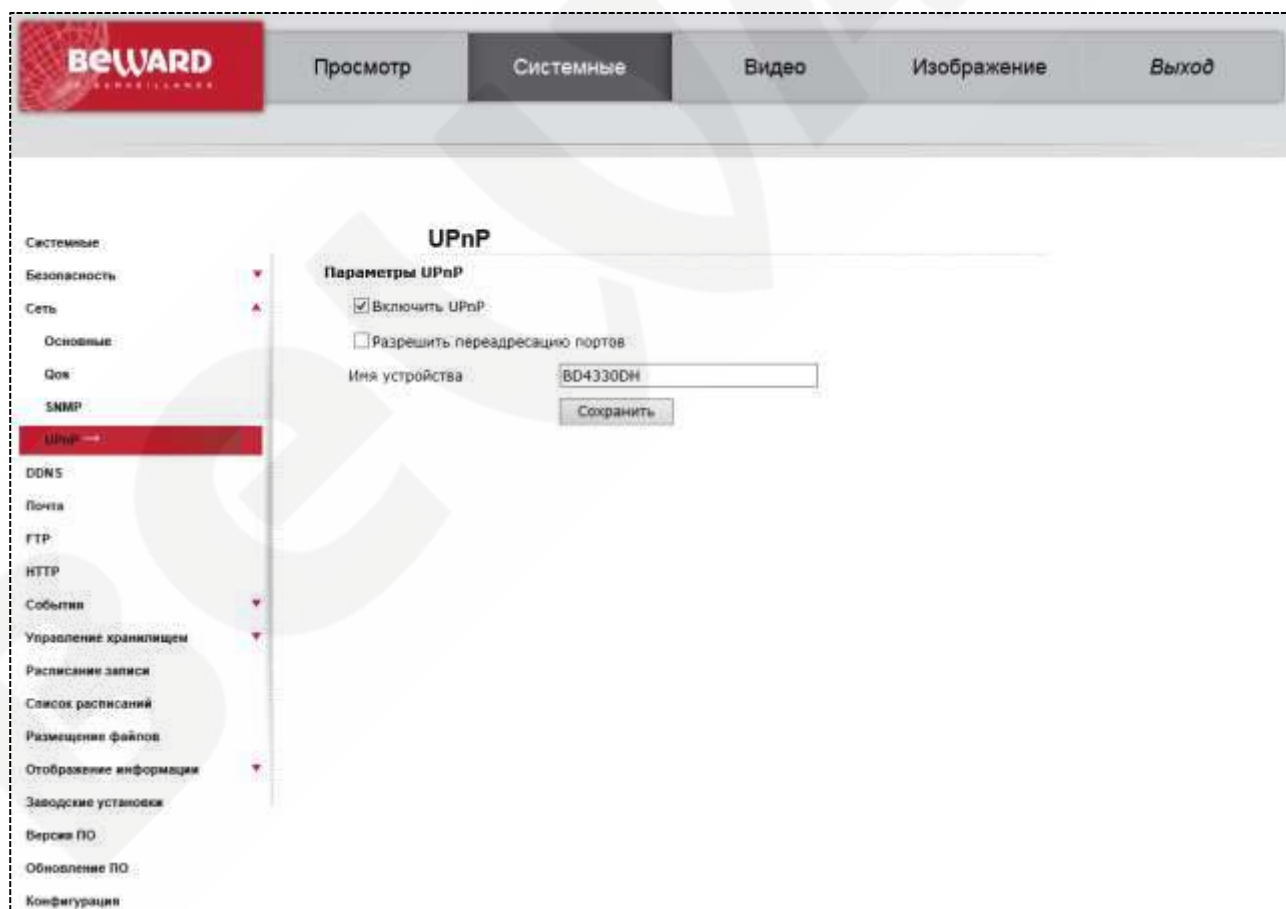 BEWARD
Просмотр
Системные
Видео
Изображение
Выход
Системные
Безопасность
Сеть
Основные
Qos
SNMP
UPnP
DDNS
Почта
FTP
HTTP
События
Управление хранилищем
Расписание записи
Список расписаний
Размещение файлов
Отображение информации
Заводские установки
Версия ПО
Обновление ПО
Конфигурация
UPnP
Параметры UPnP
Включить UPnP
Разрешить переадресацию портов
Имя устройства BD4330DH
Сохранить